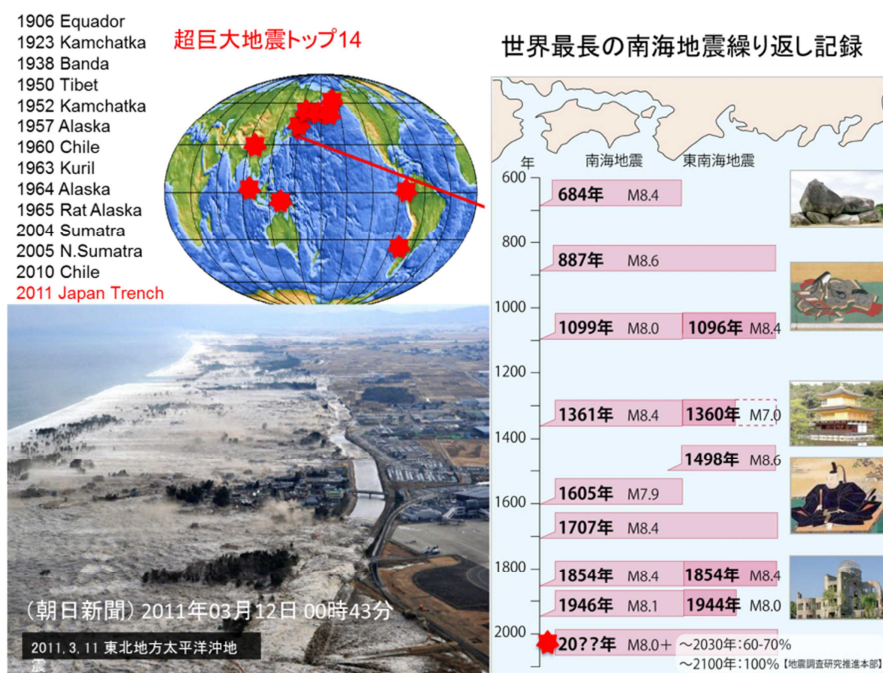 1906 Equador
1923 Kamchatka
1938 Banda
1950 Tibet
1952 Kamchatka
1957 Alaska
1960 Chile
1963 Kuril
1964 Alaska
1965 Rat Alaska
2004 Sumatra
2005 N.Sumatra
2010 Chile
2011 Japan Trench
超巨大地震トップ14
(朝日新聞) 2011年03月12日 00時43分
2011.3.11 東北地方太平洋沖地
震
世界最長の南海地震繰り返し記録
年 南海地震 東南海地震
600
684年 M8.4
800
887年 M8.6
1000
1099年 M8.0 1096年 M8.4
1200
1361年 M8.4 1360年 M7.0
1400
1498年 M8.6
1605年 M7.9
1600
1707年 M8.4
1800
1854年 M8.4 1854年 M8.4
1946年 M8.1 1944年 M8.0
2000
20??年 M8.0+ ～2030年:60-70%
～2100年:100% 【地震調査研究推進本部】